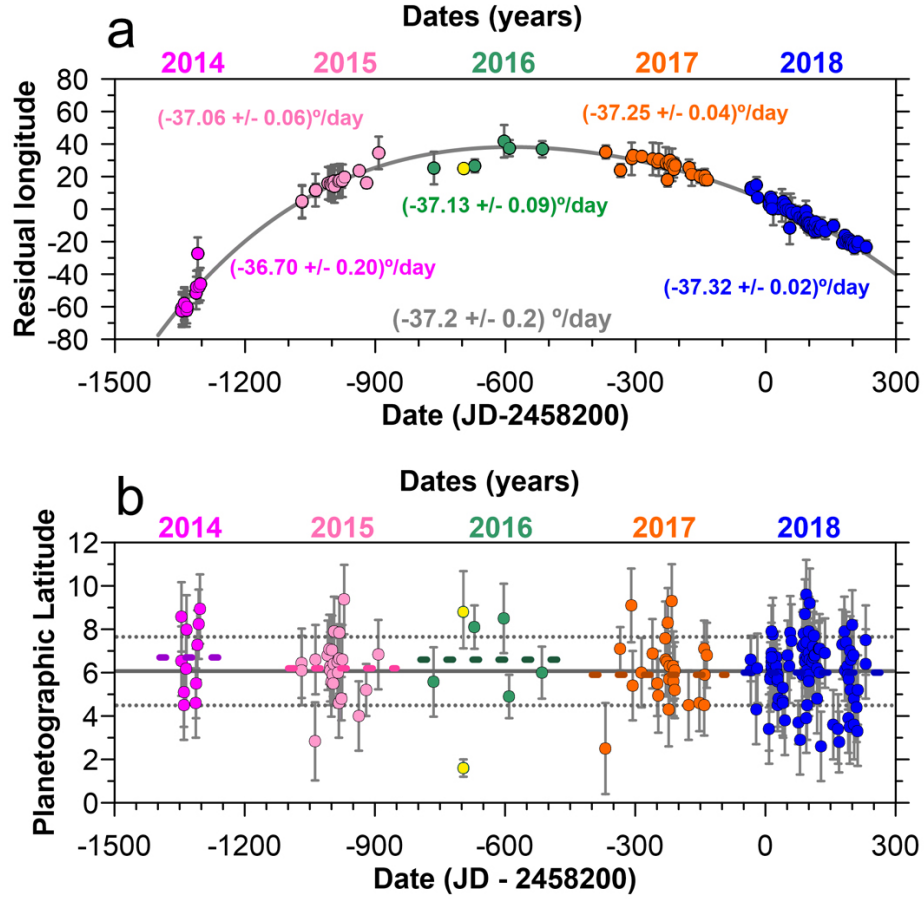 a
Dates (years)
2014 2015 2016 2017 2018
80
60
40
20
0
-20
-40
-60
-80
Residual longitude
(-37.06 +/- 0.06)º/day
(-37.25 +/- 0.04)º/day
(-37.13 +/- 0.09)º/day
(-36.70 +/- 0.20)º/day
(-37.32 +/- 0.02)º/day
(-37.2 +/- 0.2) º/day
-1500 -1200 -900 -600 -300 0 300
Date (JD-2458200)
b
Dates (years)
2014 2015 2016 2017 2018
12
10
8
6
4
2
0
Planetographic Latitude
-1500 -1200 -900 -600 -300 0 300
Date (JD - 2458200)